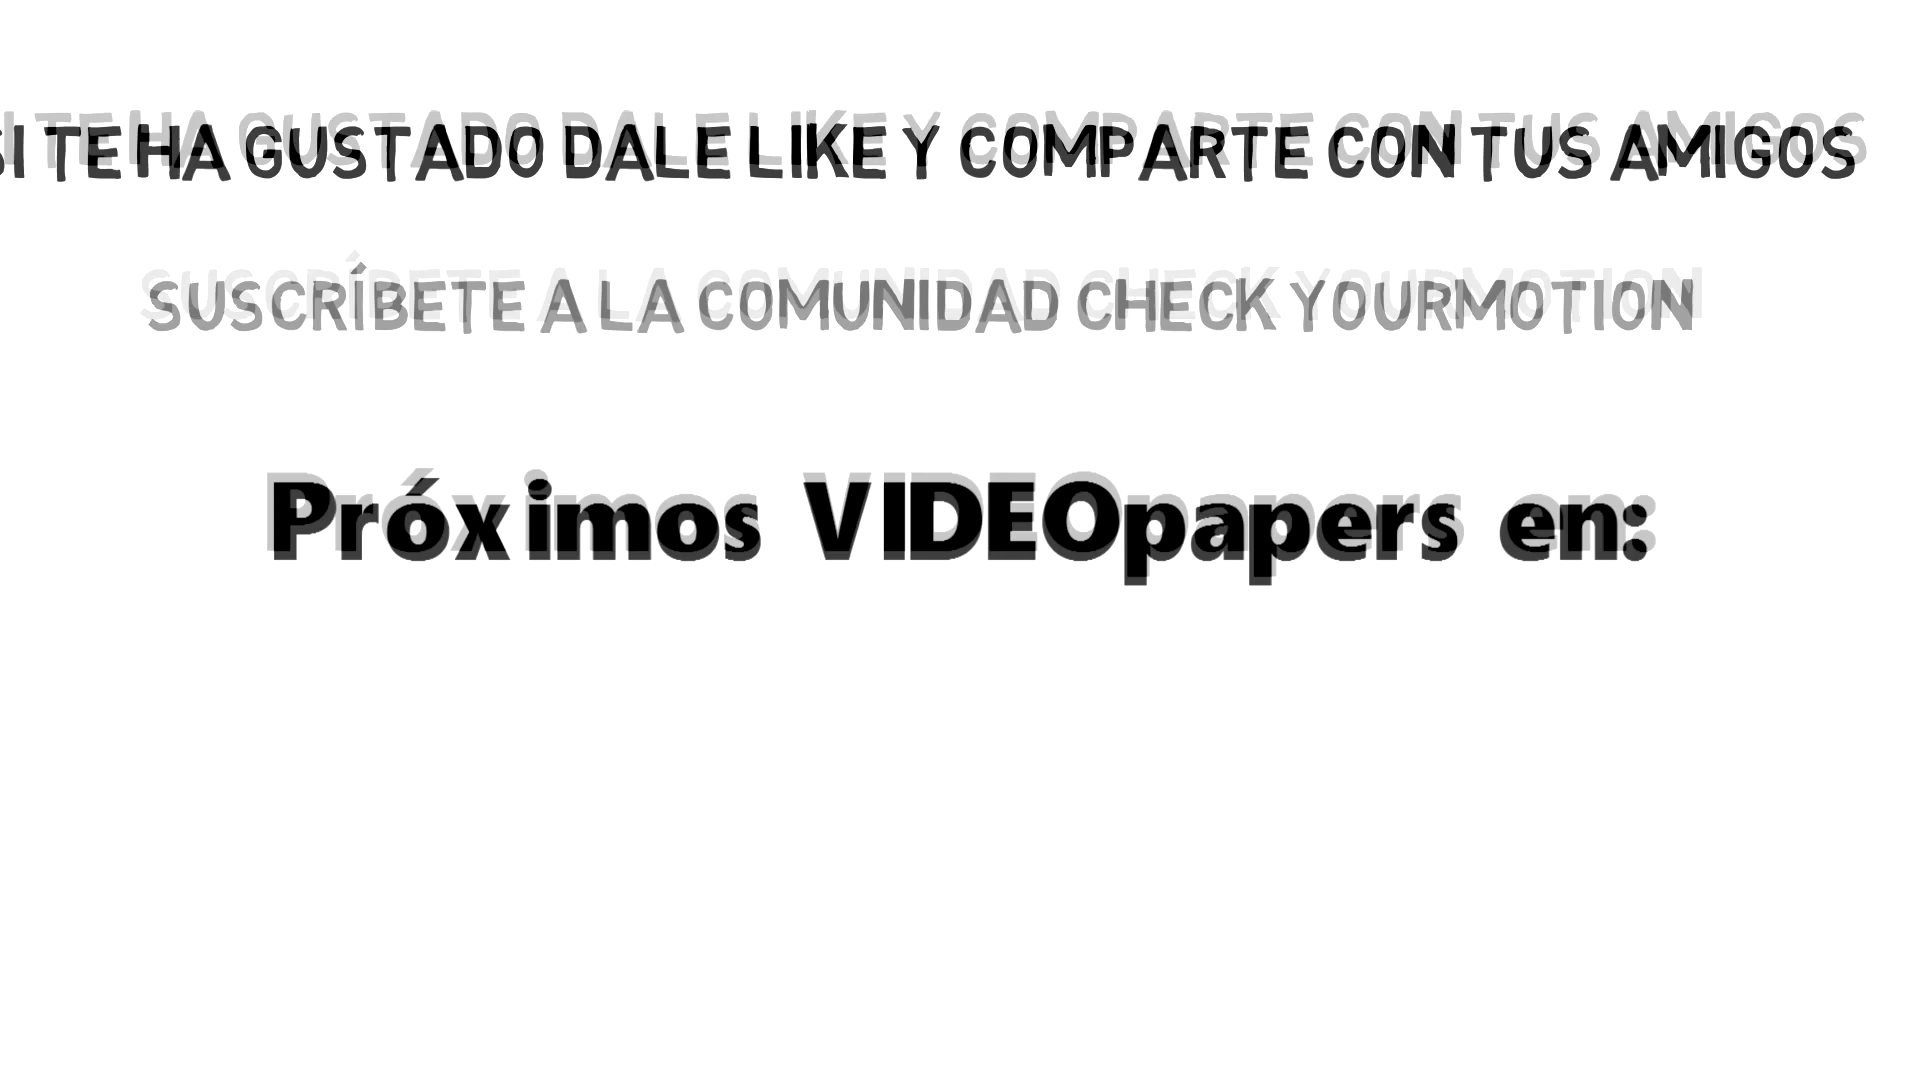 SI TE HA GUSTADO DALE LIKE Y COMPARTE CON TUS AMIGOS
SUSCRÍBETE A LA COMUNIDAD CHECK YOURMOTION
Próximos VIDEOpapers en: